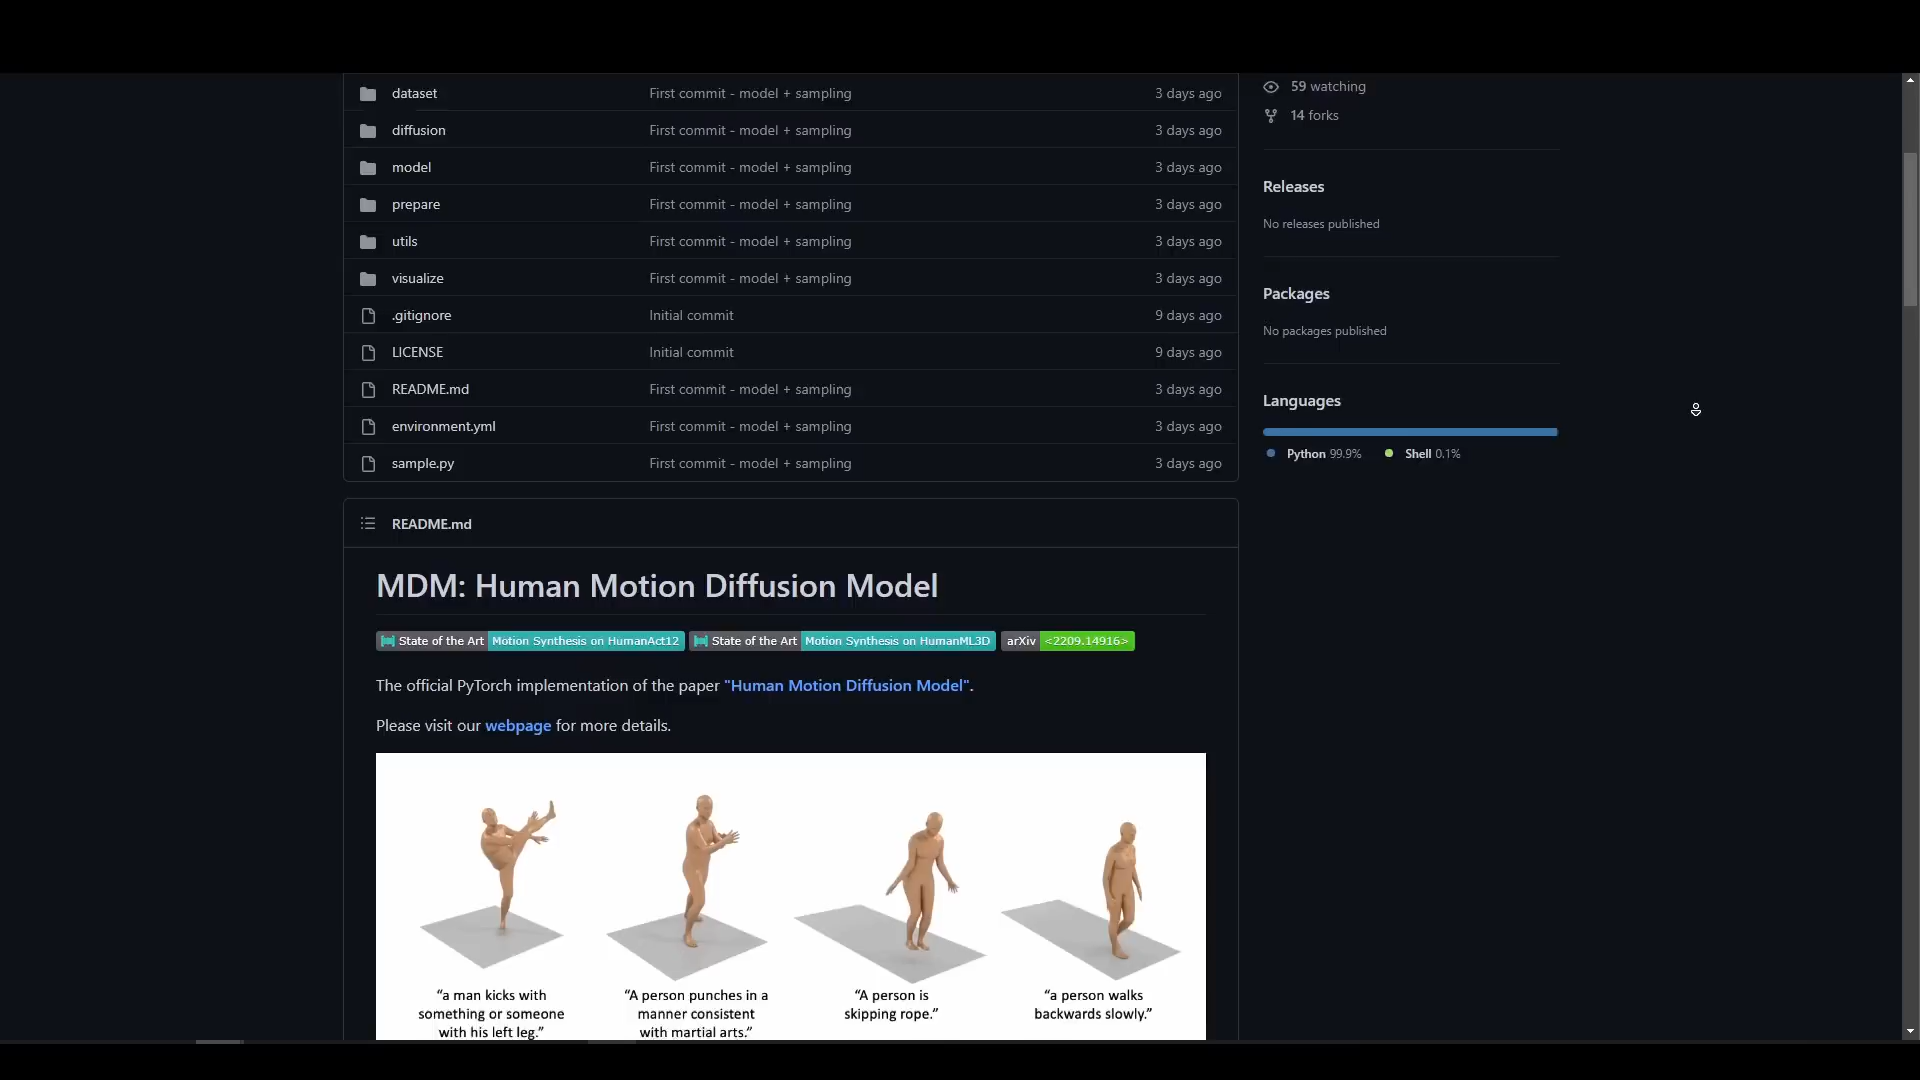 dataset First commit - model + sampling 3 days ago
diffusion First commit - model + sampling 3 days ago
model First commit - model + sampling 3 days ago
prepare First commit - model + sampling 3 days ago
utils First commit - model + sampling 3 days ago
visualize First commit - model + sampling 3 days ago
.gitignore Initial commit 9 days ago
LICENSE Initial commit 9 days ago
README.md First commit - model + sampling 3 days ago
environment.yml First commit - model + sampling 3 days ago
sample.py First commit - model + sampling 3 days ago
59 watching
14 forks
Releases
No releases published
Packages
No packages published
Languages
Python 99.9% Shell 0.1%
README.md
MDM: Human Motion Diffusion Model
State of the Art Motion Synthesis on HumanAct12 State of the Art Motion Synthesis on HumanML3D arXiv <2209.14916>
The official PyTorch implementation of the paper "Human Motion Diffusion Model".
Please visit our webpage for more details.
“a man kicks with
something or someone
with his left leg.”
“A person punches in a
manner consistent
with martial arts.”
“A person is
skipping rope.”
“a person walks
backwards slowly.”